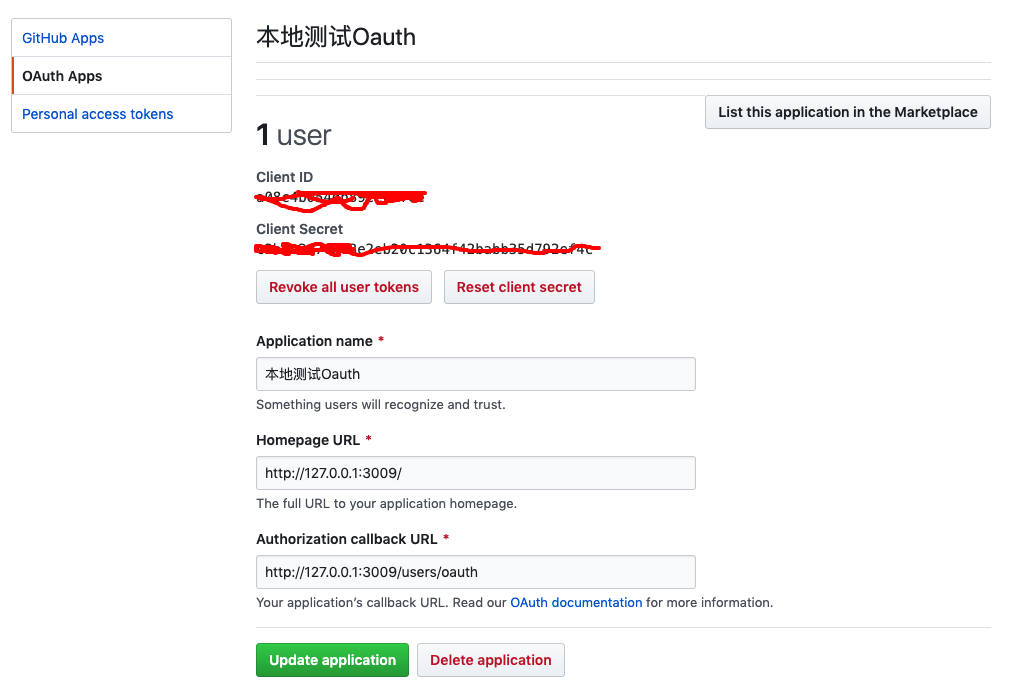 GitHub Apps
OAuth Apps
Personal access tokens
本地测试Oauth
List this application in the Marketplace
1 user
Client ID
Client Secret
Revoke all user tokens
Reset client secret
Application name *
本地测试Oauth
Something users will recognize and trust.
Homepage URL *
http://127.0.0.1:3009/
The full URL to your application homepage.
Authorization callback URL *
http://127.0.0.1:3009/users/oauth
Your application's callback URL. Read our OAuth documentation for more information.
Update application
Delete application